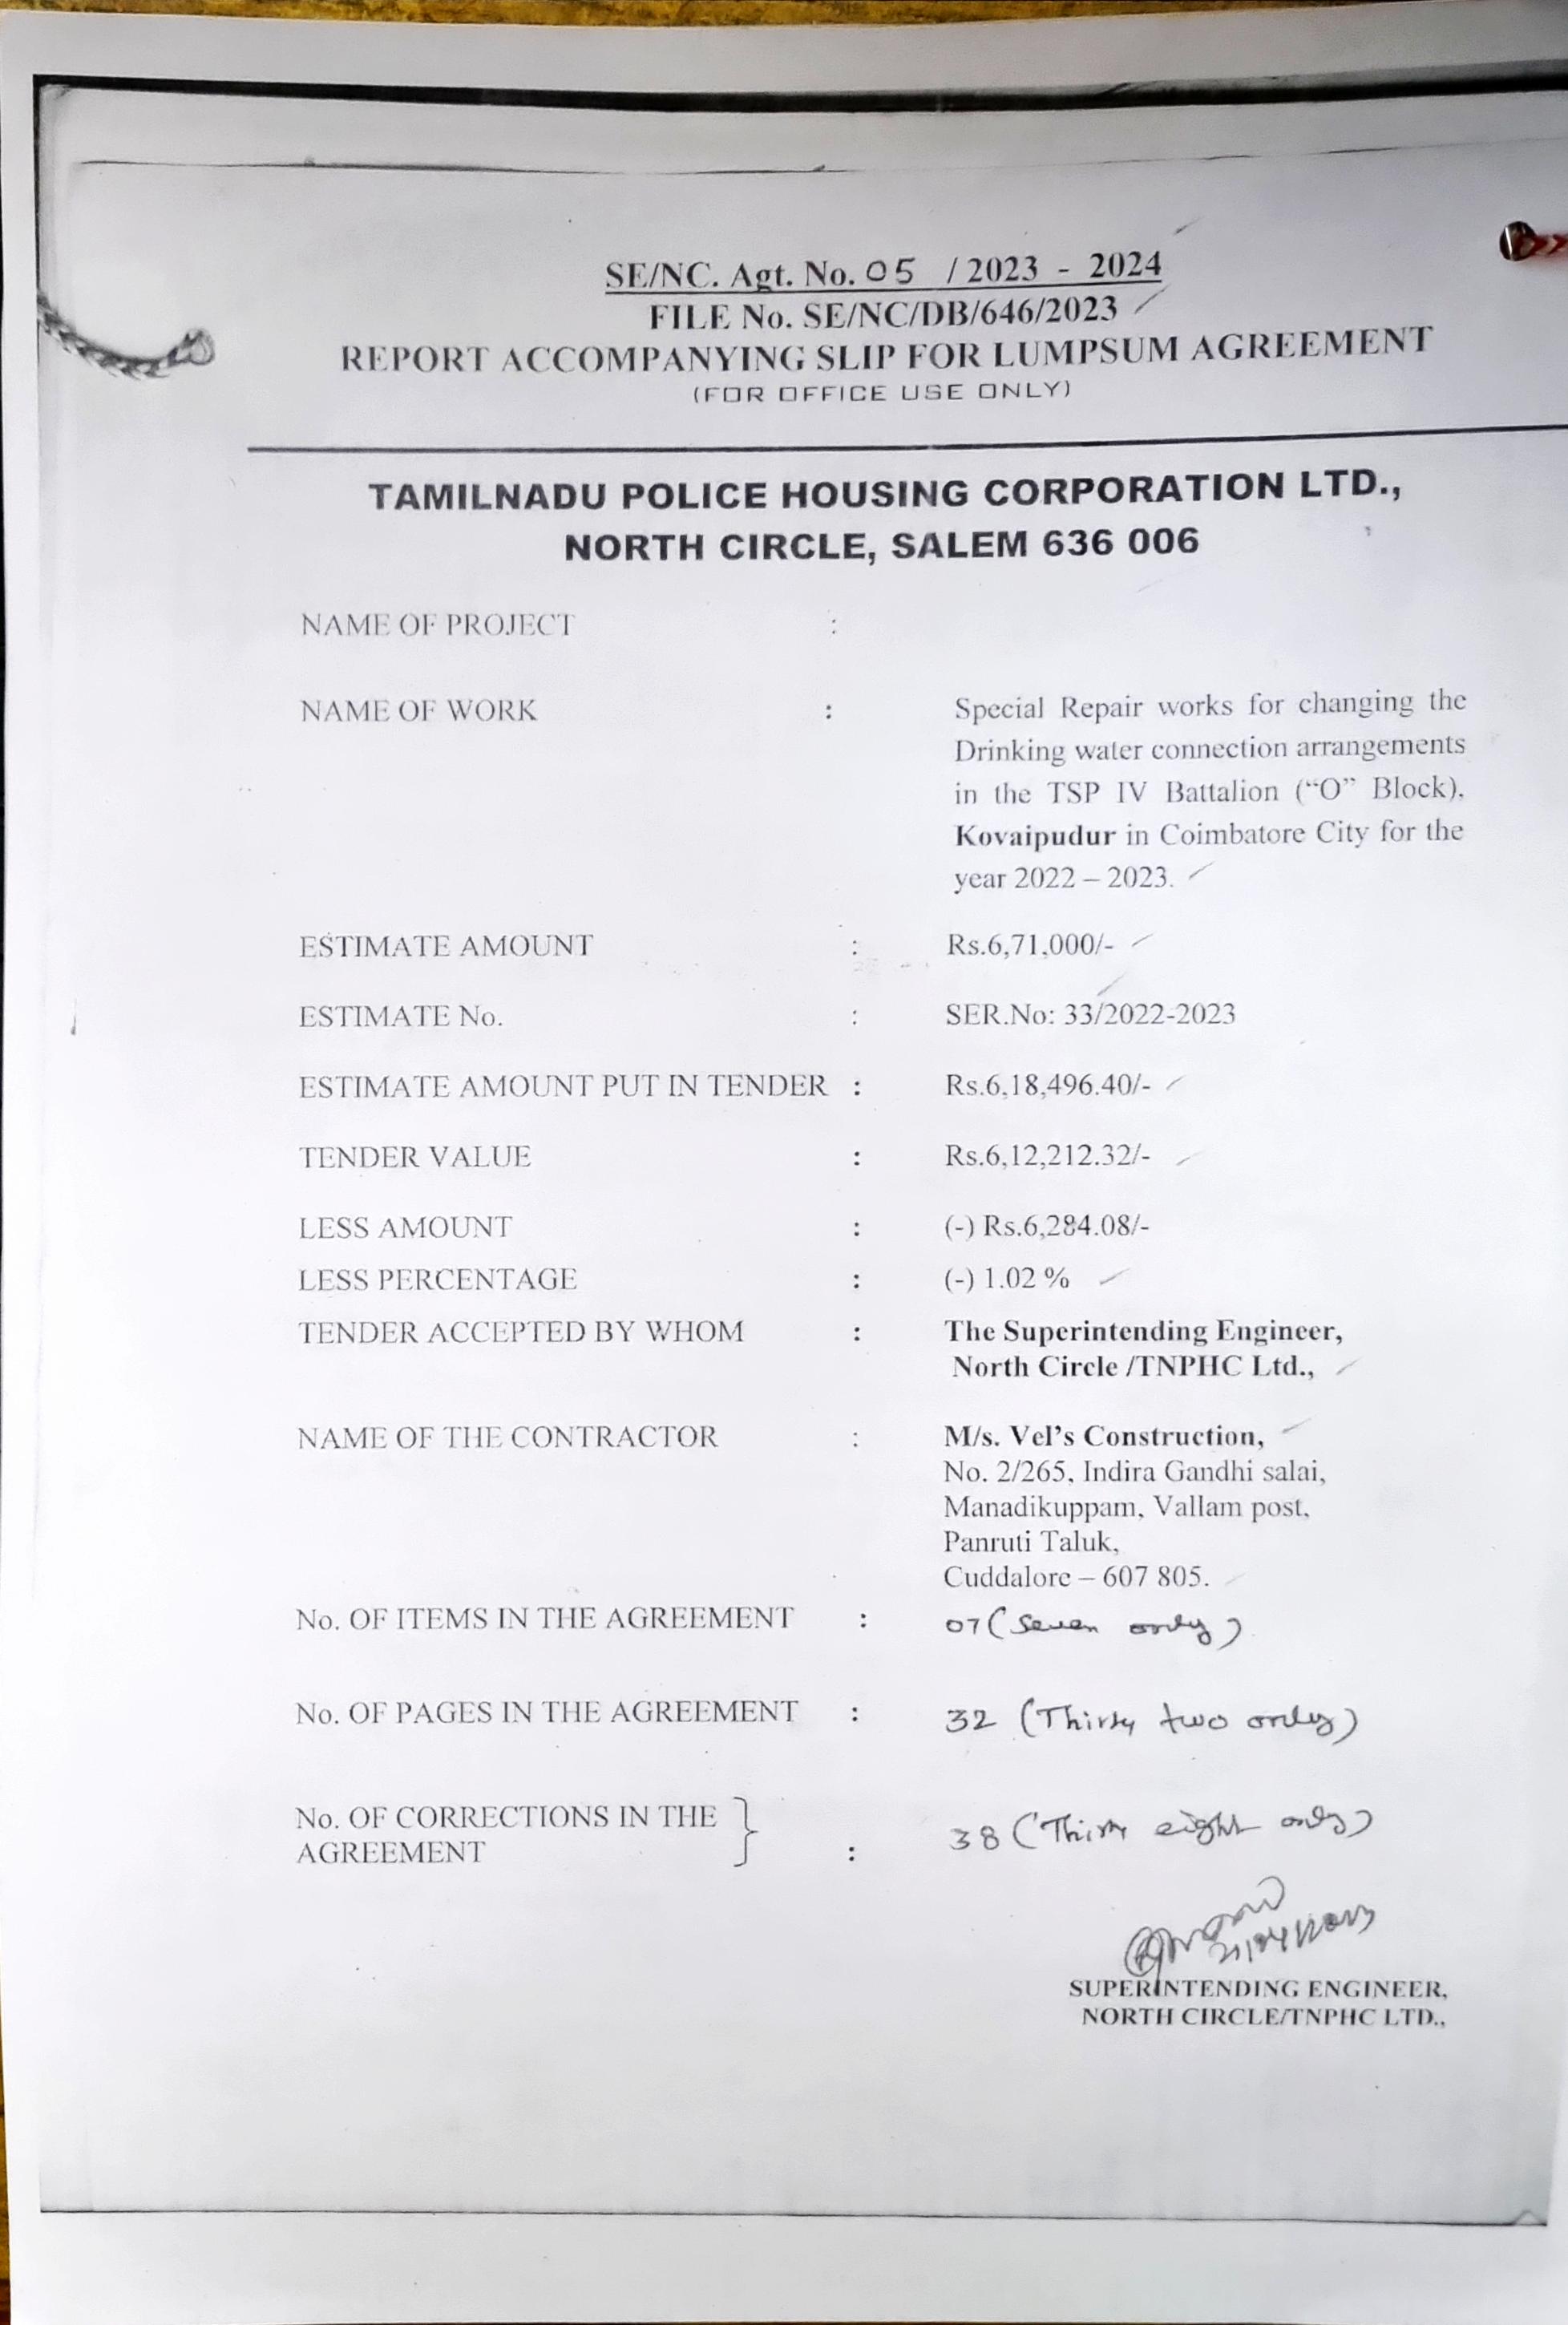 SE/NC. Agt. No. 05 / 2023 - 2024
FILE No. SE/NC/DB/646/2023
REPORT ACCOMPANYING SLIP FOR LUMPSUM AGREEMENT
(FOR OFFICE USE ONLY)
TAMILNADU POLICE HOUSING CORPORATION LTD.,
NORTH CIRCLE, SALEM 636 006
NAME OF PROJECT :
NAME OF WORK : Special Repair works for changing the
Drinking water connection arrangements
in the TSP IV Battalion (“O” Block),
Kovaipudur in Coimbatore City for the
year 2022 – 2023.
ESTIMATE AMOUNT : Rs.6,71,000/-
ESTIMATE No. : SER.No: 33/2022-2023
ESTIMATE AMOUNT PUT IN TENDER : Rs.6,18,496.40/-
TENDER VALUE : Rs.6,12,212.32/-
LESS AMOUNT : (-) Rs.6,284.08/-
LESS PERCENTAGE : (-) 1.02 %
TENDER ACCEPTED BY WHOM : The Superintending Engineer,
North Circle /TNPHC Ltd.,
NAME OF THE CONTRACTOR : M/s. Vel’s Construction,
No. 2/265, Indira Gandhi salai,
Manadikuppam, Vallam post,
Panruti Taluk,
Cuddalore – 607 805.
No. OF ITEMS IN THE AGREEMENT : 07 (Seven only)
No. OF PAGES IN THE AGREEMENT : 32 (Thirty two only)
No. OF CORRECTIONS IN THE
AGREEMENT : 38 (Thirty eight only)
SUPERINTENDING ENGINEER,
NORTH CIRCLE/TNPHC LTD.,